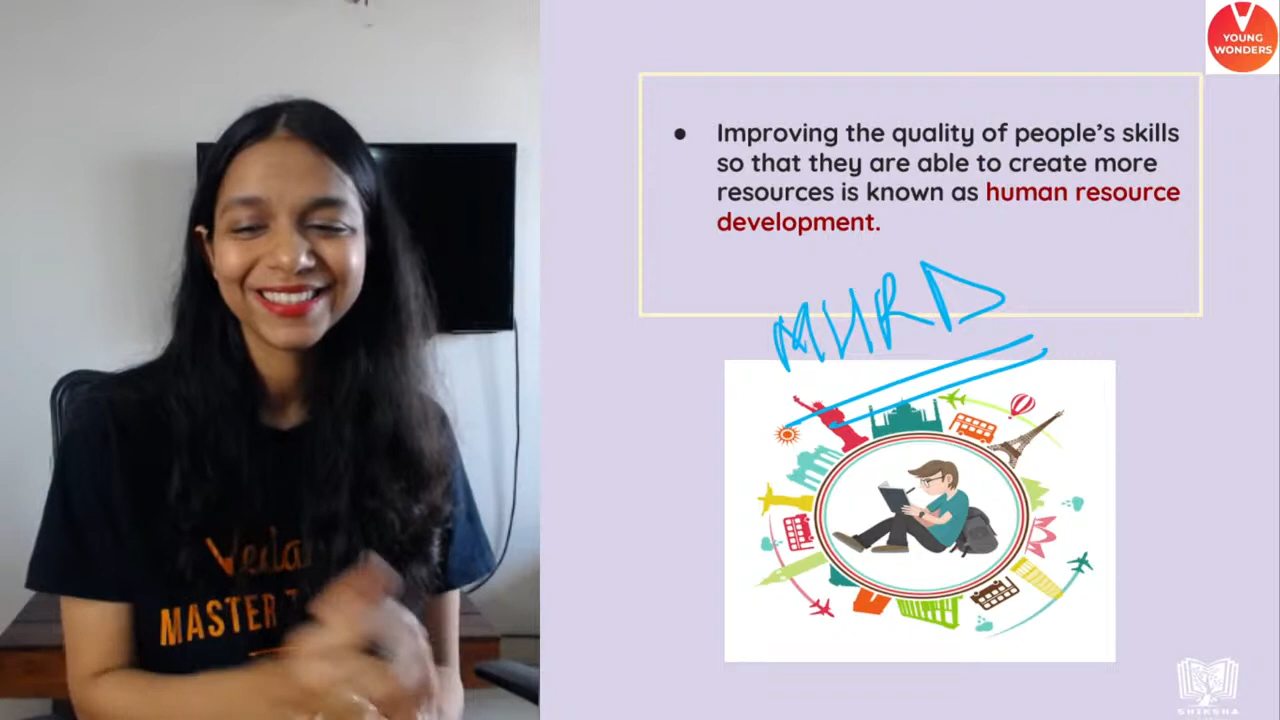 YOUNG
WONDERS
● Improving the quality of people's skills
so that they are able to create more
resources is known as human resource
development.
MHRD
MASTER
SHIKSHA